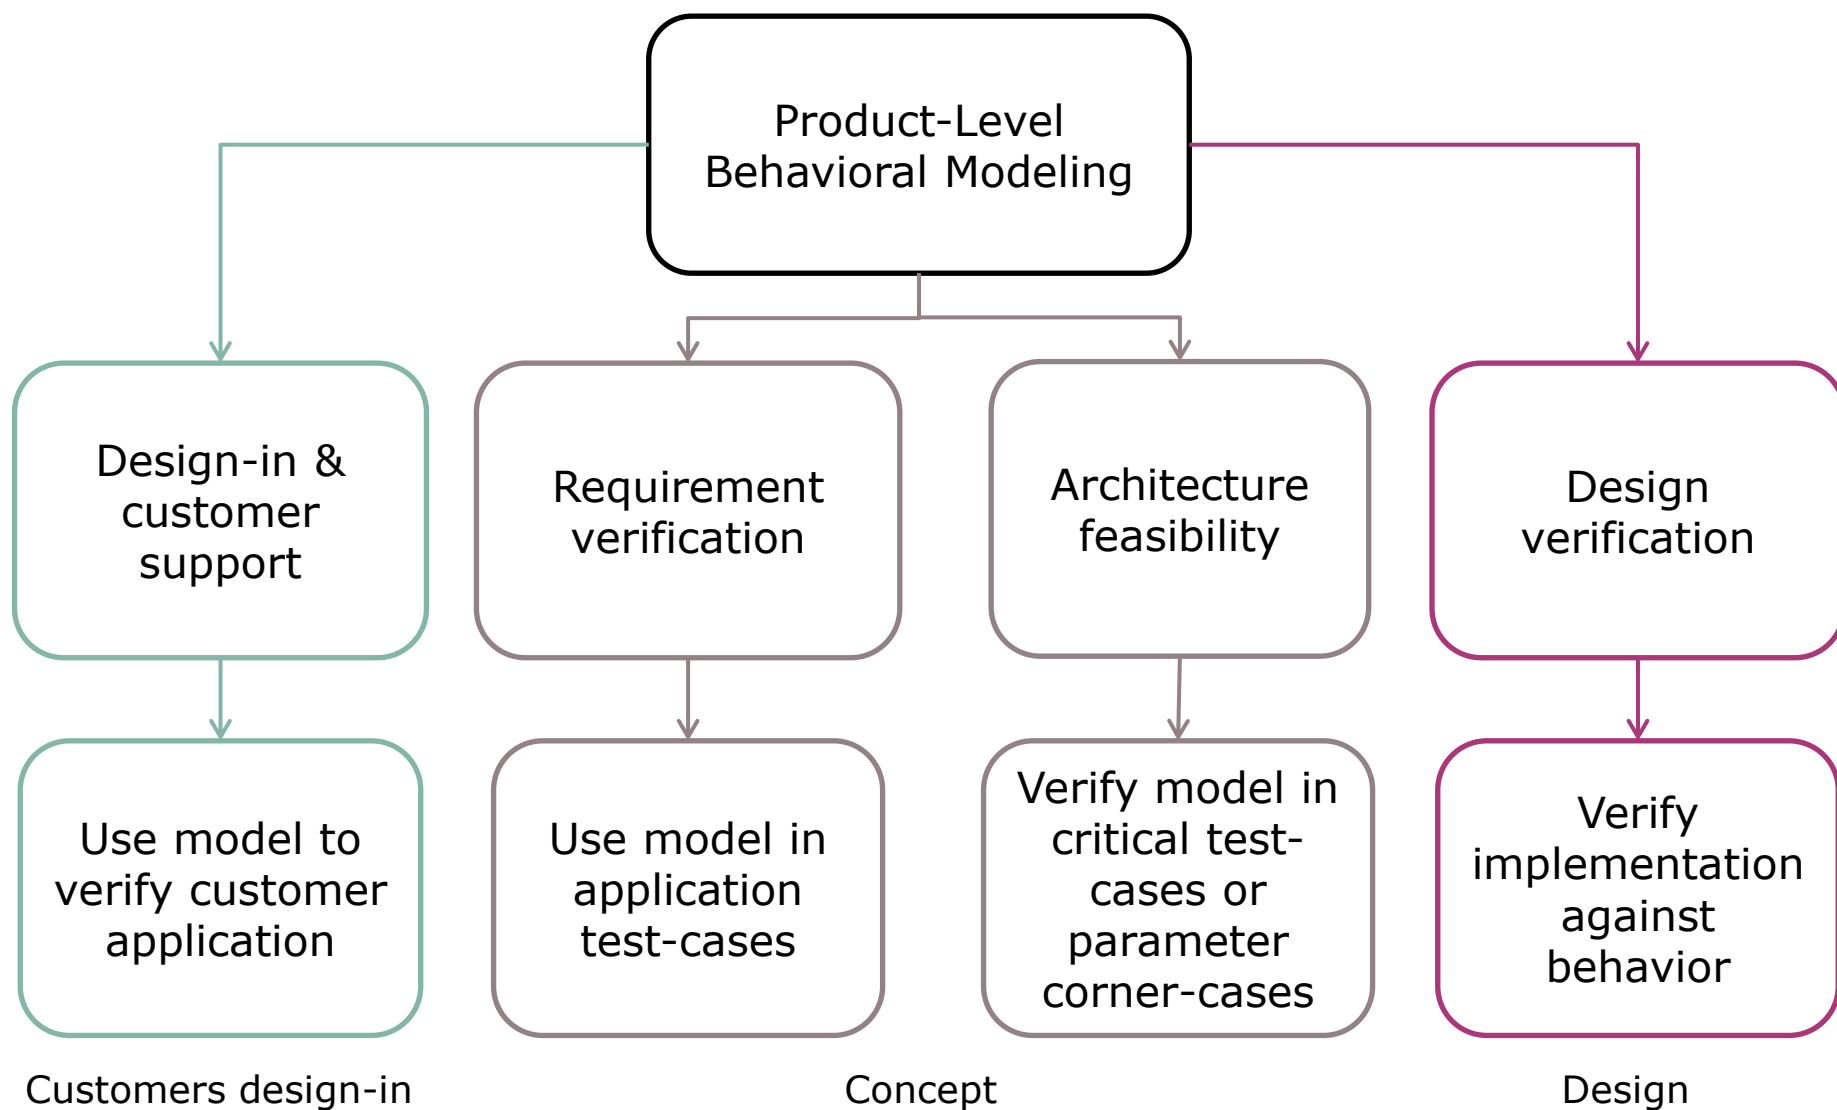 Product-Level
Behavioral Modeling
Design-in &
customer
support
Requirement
verification
Architecture
feasibility
Design
verification
Use model to
verify customer
application
Use model in
application
test-cases
Verify model in
critical test-
cases or
parameter
corner-cases
Verify
implementation
against
behavior
Customers design-in
Concept
Design